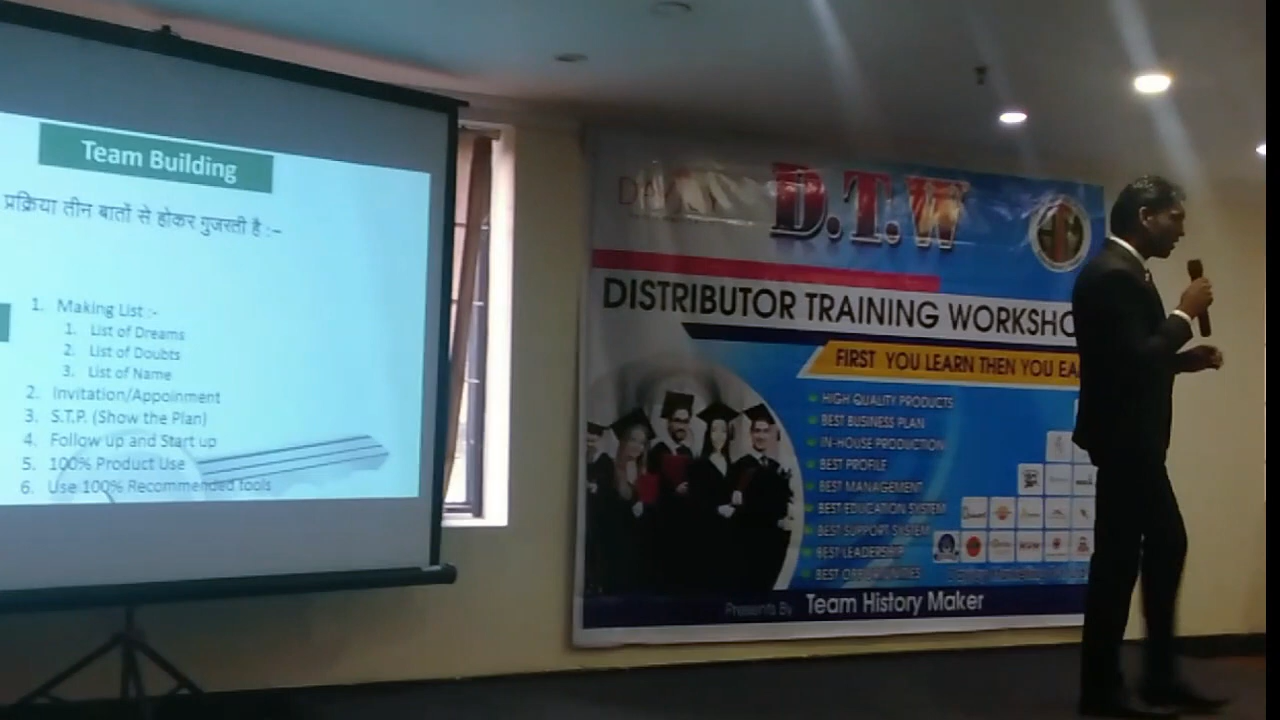 Team Building
प्रक्रिया तीन बातों से होकर गुजरती है :–
1. Making List :-
1. List of Dreams
2. List of Doubts
3. List of Name
2. Invitation/Appoinment
3. S.T.P. (Show the Plan)
4. Follow up and Start up
5. 100% Product Use
6. Use 100% Recommended tools
D.T.W
DISTRIBUTOR TRAINING WORKSHO
FIRST YOU LEARN THEN YOU EA
HIGH QUALITY PRODUCTS
BEST BUSINESS PLAN
IN-HOUSE PRODUCTION
BEST PROFILE
BEST MANAGEMENT
BEST EDUCATION SYSTEM
BEST SUPPORT SYSTEM
BEST LEADERSHIP
BEST OPPORTUNITIES
Presents By Team History Maker